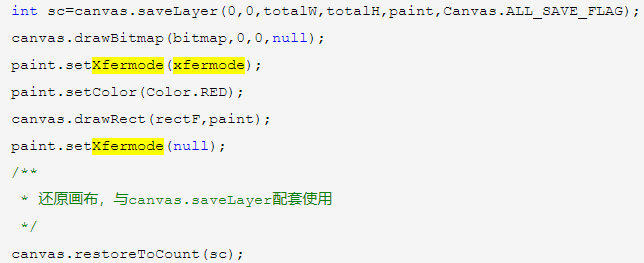 int sc=canvas.saveLayer(0,0,totalW,totalH,paint,Canvas.ALL_SAVE_FLAG);
canvas.drawBitmap(bitmap,0,0,null);
paint.setXfermode(xfermode);
paint.setColor(Color.RED);
canvas.drawRect(rectF,paint);
paint.setXfermode(null);
/**
 * 还原画布，与canvas.saveLayer配套使用
 */
canvas.restoreToCount(sc);